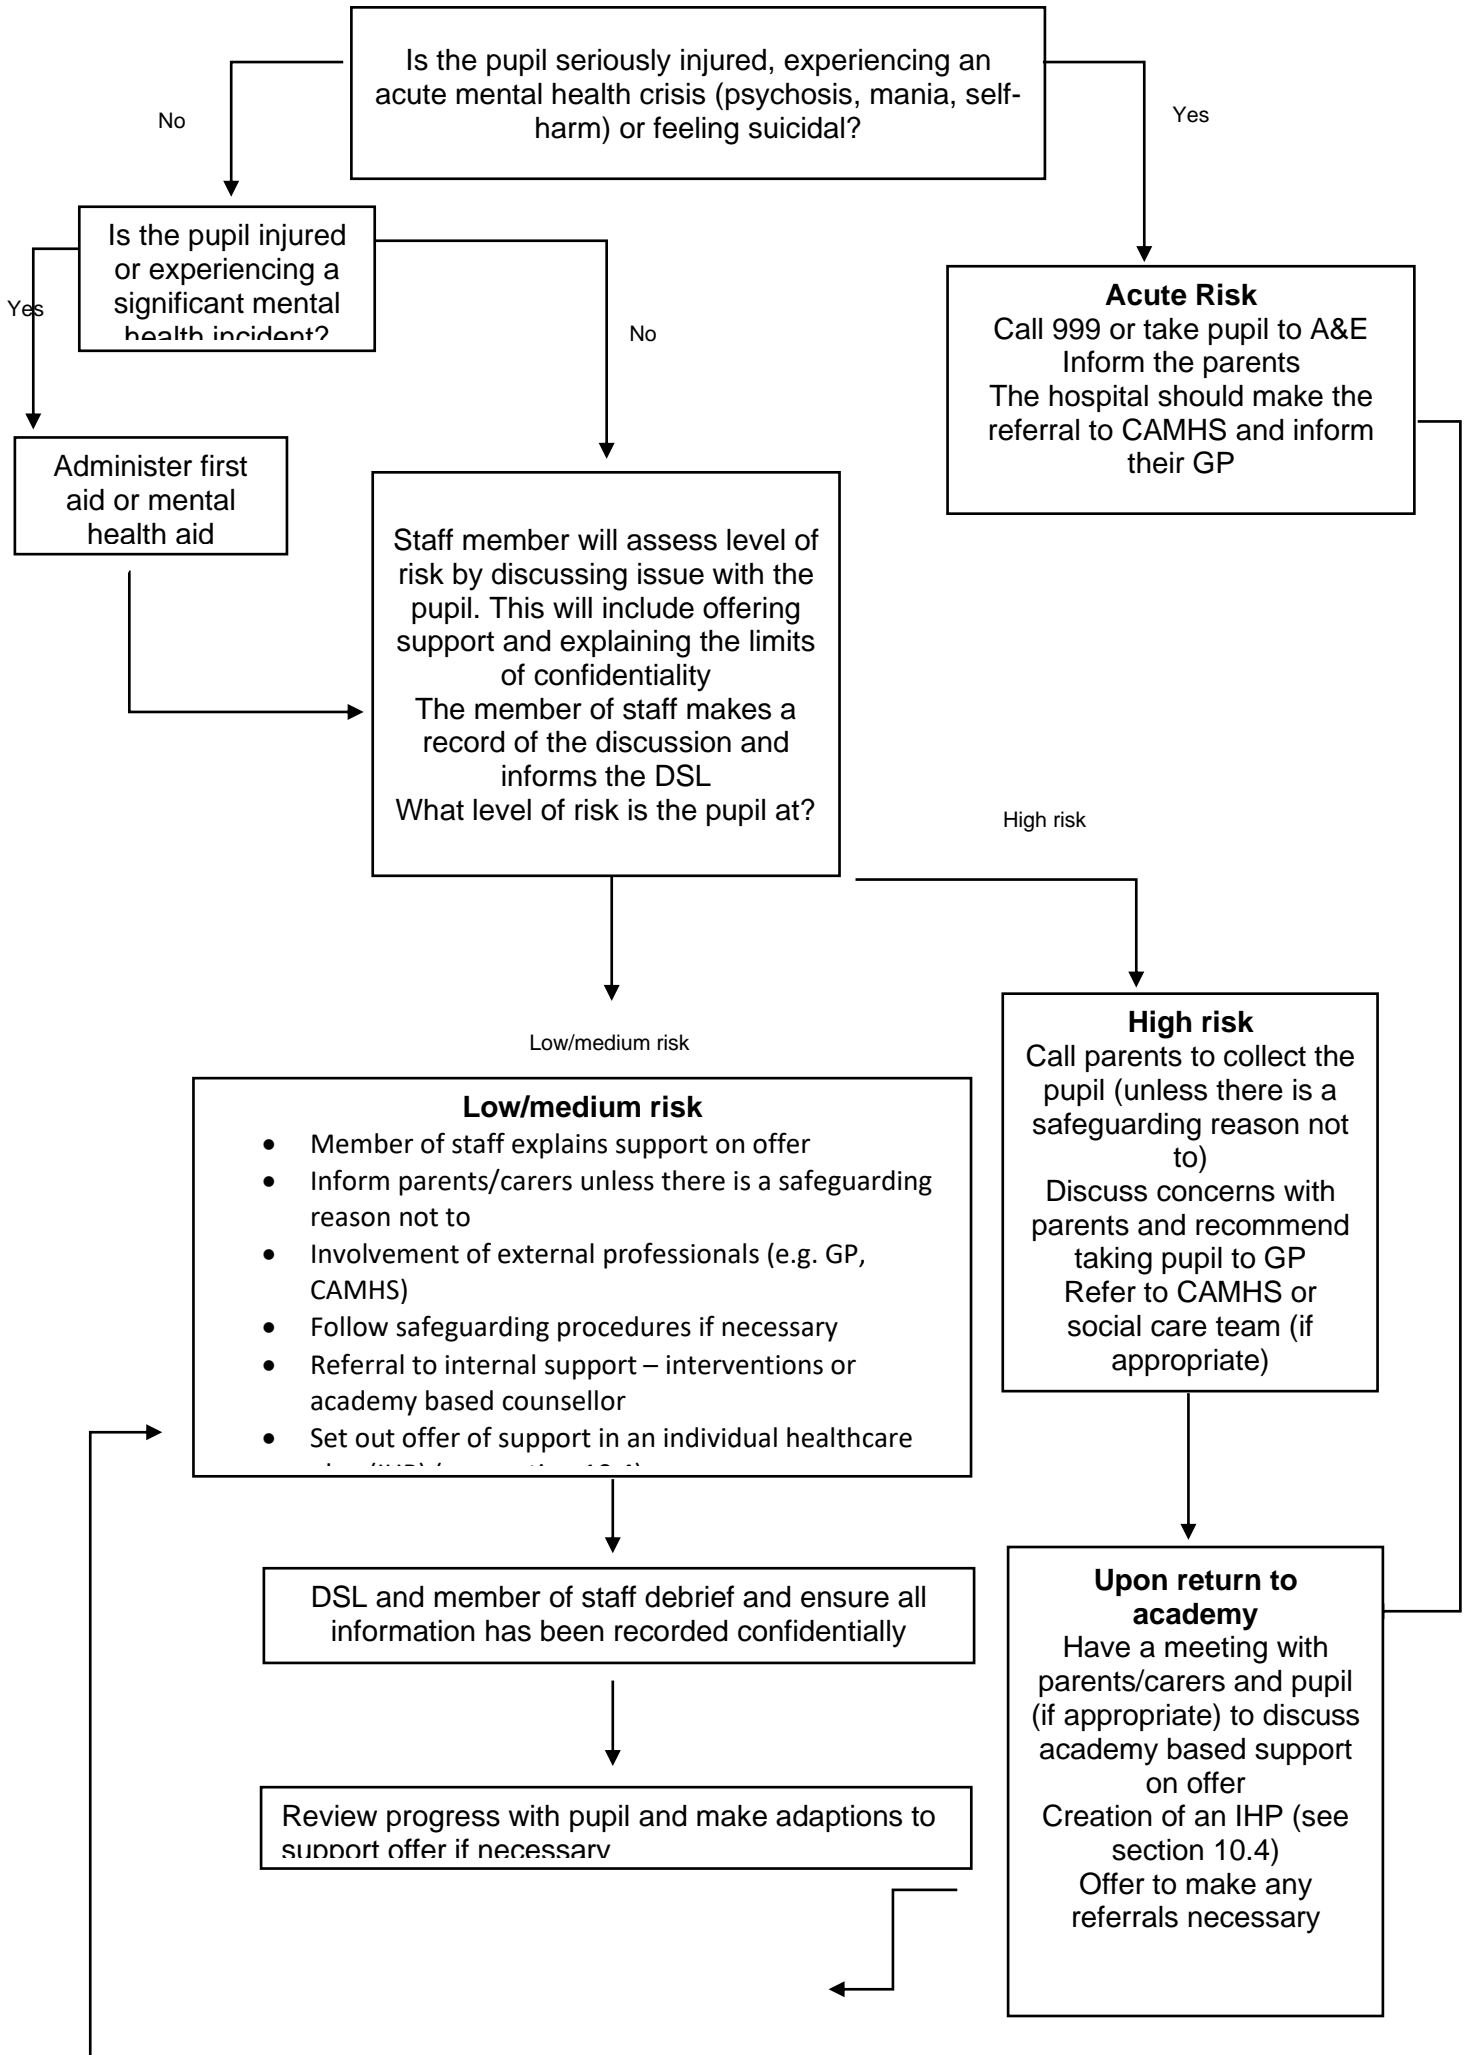 Is the pupil seriously injured, experiencing an
acute mental health crisis (psychosis, mania, self-
harm) or feeling suicidal?
No
Yes
Is the pupil injured
or experiencing a
significant mental
health incident?
Yes
No
Acute Risk
Call 999 or take pupil to A&E
Inform the parents
The hospital should make the
referral to CAMHS and inform
their GP
Administer first
aid or mental
health aid
Staff member will assess level of
risk by discussing issue with the
pupil. This will include offering
support and explaining the limits
of confidentiality
The member of staff makes a
record of the discussion and
informs the DSL
What level of risk is the pupil at?
High risk
Low/medium risk
High risk
Call parents to collect the
pupil (unless there is a
safeguarding reason not
to)
Discuss concerns with
parents and recommend
taking pupil to GP
Refer to CAMHS or
social care team (if
appropriate)
Low/medium risk
• Member of staff explains support on offer
• Inform parents/carers unless there is a safeguarding
reason not to
• Involvement of external professionals (e.g. GP,
CAMHS)
• Follow safeguarding procedures if necessary
• Referral to internal support – interventions or
academy based counsellor
• Set out offer of support in an individual healthcare
DSL and member of staff debrief and ensure all
information has been recorded confidentially
Review progress with pupil and make adaptions to
support offer if necessary
Upon return to
academy
Have a meeting with
parents/carers and pupil
(if appropriate) to discuss
academy based support
on offer
Creation of an IHP (see
section 10.4)
Offer to make any
referrals necessary